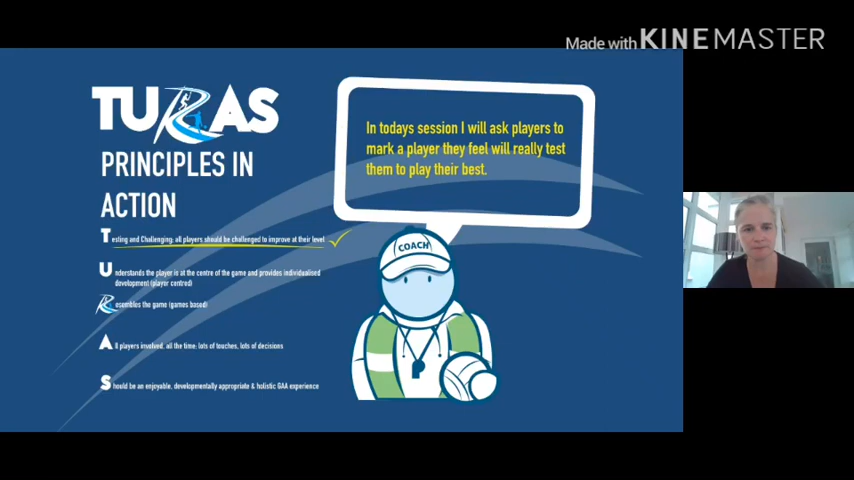 Made with KINEMASTER
TURAS
PRINCIPLES IN
ACTION
In todays session I will ask players to
mark a player they feel will really test
them to play their best.
Testing and Challenging: all players should be challenged to improve at their level
Understands the player is at the centre of the game and provides individualised
development (player centred)
Resembles the game (games based)
All players involved, all the time: lots of touches, lots of decisions
Should be an enjoyable, developmentally appropriate & holistic GAA experience
COACH